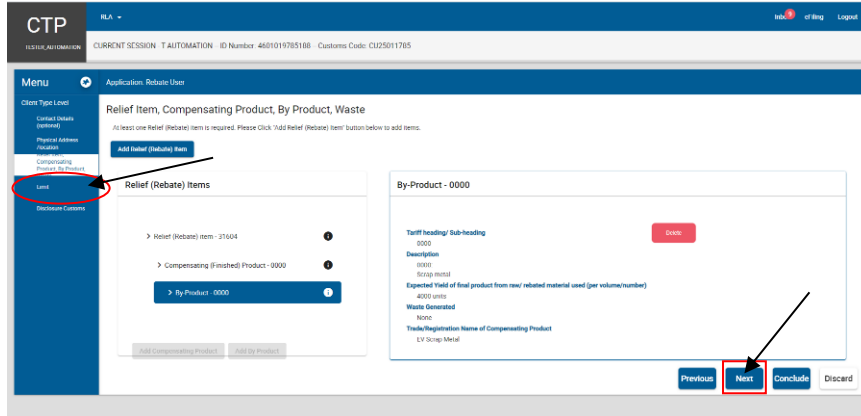 CTP
TESTER_AUTOMATION
RLA
Inbox 9 eFiling Logout
CURRENT SESSION T AUTOMATION - ID Number: 4601019785188 - Customs Code: CU25011785
Menu
Application: Rebate User
Client Type Level
Contact Details
(optional)
Physical Address
/location
Relief Item,
Compensating
Product, By Product
Limit
Disclosure Customs
Relief Item, Compensating Product, By Product, Waste
At least one Relief (Rebate) Item is required. Please Click "Add Relief (Rebate) Item" button below to add items.
Add Relief (Rebate) Item
Relief (Rebate) Items
> Relief (Rebate) item - 31604
> Compensating (Finished) Product - 0000
> By-Product - 0000
Add Compensating Product Add By Product
By-Product - 0000
Tariff heading/ Sub-heading
0000
Delete
Description
0000
Scrap metal
Expected Yield of final product from raw/ rebated material used (per volume/number)
4000 units
Waste Generated
None
Trade/Registration Name of Compensating Product
EV Scrap Metal
Previous Next Conclude Discard